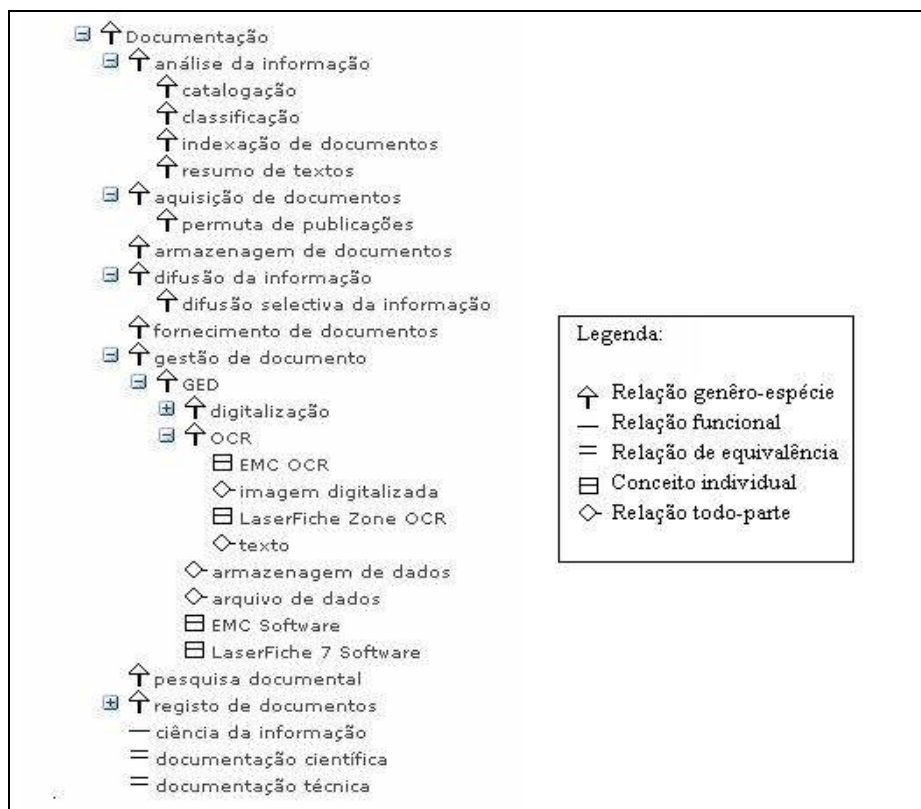 Documentação
análise da informação
catalogação
classificação
indexação de documentos
resumo de textos
aquisição de documentos
permuta de publicações
armazenagem de documentos
difusão da informação
difusão selectiva da informação
fornecimento de documentos
gestão de documento
GED
digitalização
OCR
EMC OCR
imagem digitalizada
LaserFiche Zone OCR
texto
armazenagem de dados
arquivo de dados
EMC Software
LaserFiche 7 Software
pesquisa documental
registo de documentos
ciência da informação
documentação científica
documentação técnica
Legenda:
Relação genêro-espécie
Relação funcional
Relação de equivalência
Conceito individual
Relação todo-parte